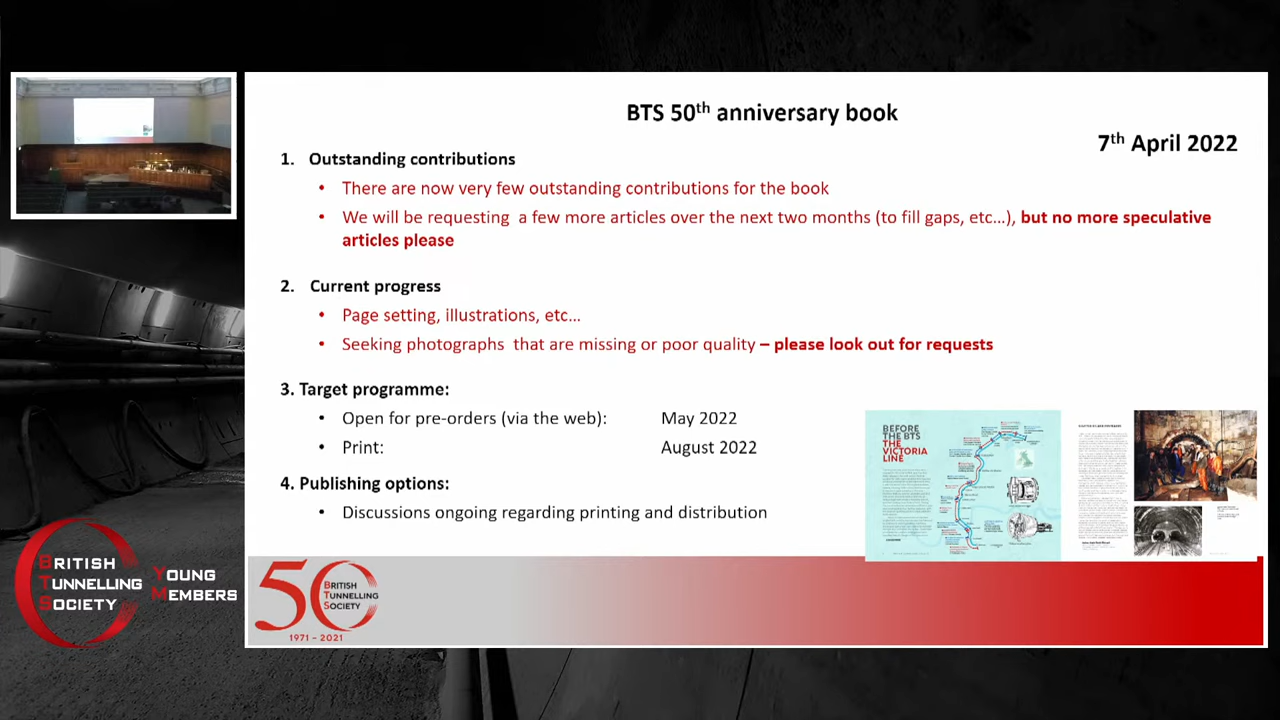 BTS 50th anniversary book
7th April 2022
1. Outstanding contributions
• There are now very few outstanding contributions for the book
• We will be requesting a few more articles over the next two months (to fill gaps, etc…), but no more speculative
articles please
2. Current progress
• Page setting, illustrations, etc…
• Seeking photographs that are missing or poor quality – please look out for requests
3. Target programme:
• Open for pre-orders (via the web): May 2022
• Print: August 2022
4. Publishing options:
• Discussions ongoing regarding printing and distribution
BEFORE
THE BTS
THE
VICTORIA
LINE
BRITISH
TUNNELLING
SOCIETY
YOUNG
MEMBERS
50
BRITISH
TUNNELLING
SOCIETY
1971 – 2021